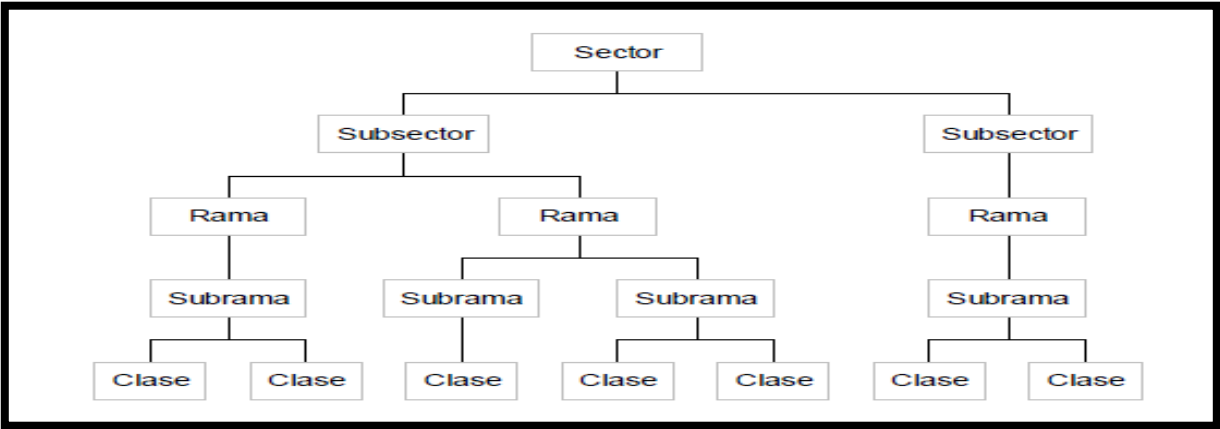 Sector
Subsector Subsector
Rama Rama Rama
Subrama Subrama Subrama Subrama
Clase Clase Clase Clase Clase Clase Clase